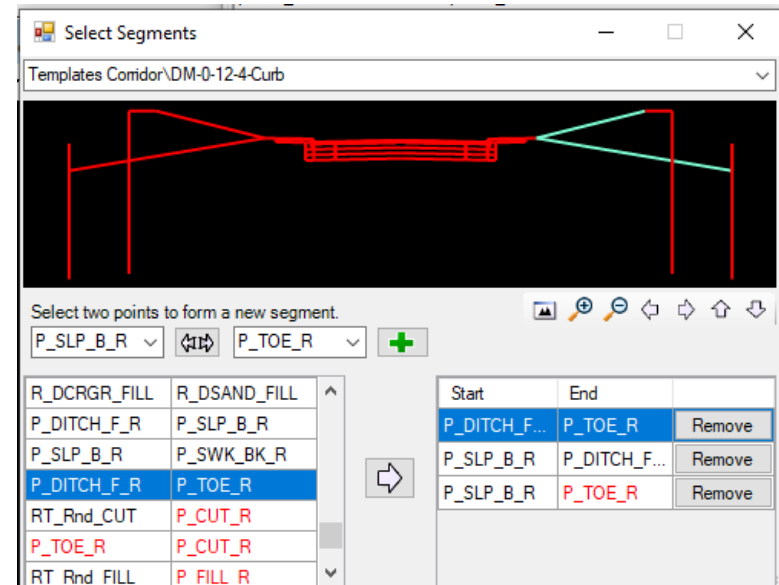 Select Segments
Templates Corridor\DM-0-12-4-Curb
Select two points to form a new segment.
P_SLP_B_R P_TOE_R
R_DCRGR_FILL R_DSAND_FILL
P_DITCH_F_R P_SLP_B_R
P_SLP_B_R P_SWK_BK_R
P_DITCH_F_R P_TOE_R
RT_Rnd_CUT P_CUT_R
P_TOE_R P_CUT_R
RT_Rnd_FILL P_FILL_R
Start End
P_DITCH_F... P_TOE_R Remove
P_SLP_B_R P_DITCH_F... Remove
P_SLP_B_R P_TOE_R Remove